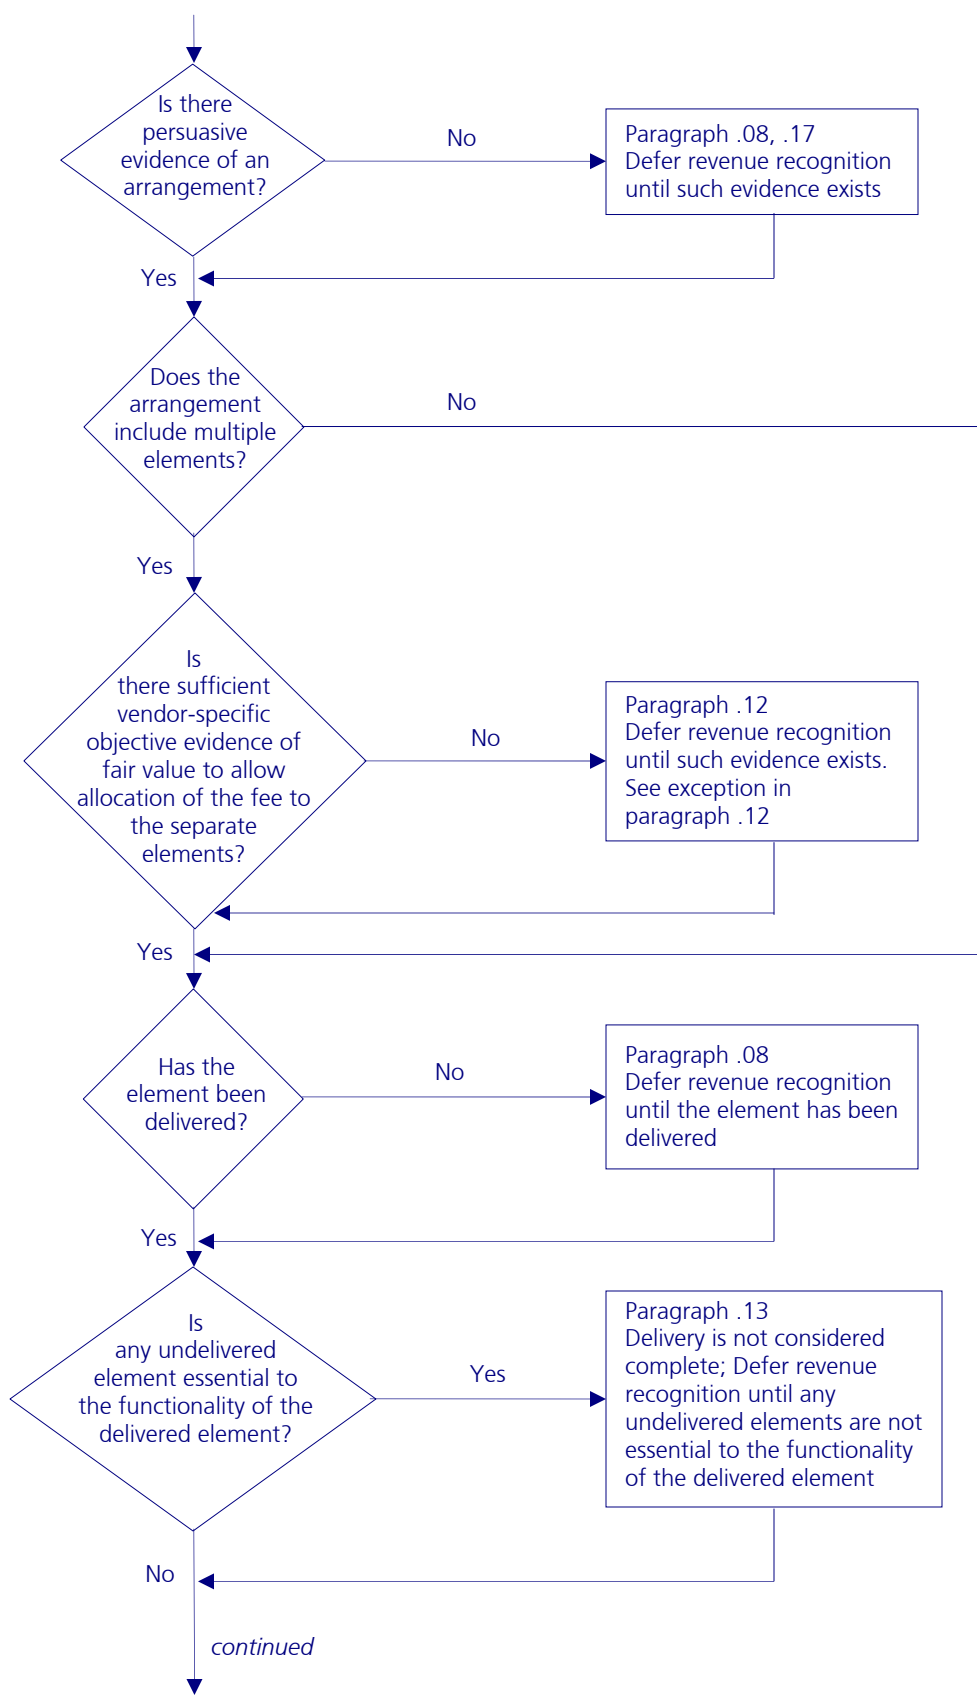 Is there
persuasive
evidence of an
arrangement?
No
Paragraph .08, .17
Defer revenue recognition
until such evidence exists
Yes
Does the
arrangement
include multiple
elements?
No
Yes
Is
there sufficient
vendor-specific
objective evidence of
fair value to allow
allocation of the fee to
the separate
elements?
No
Paragraph .12
Defer revenue recognition
until such evidence exists.
See exception in
paragraph .12
Yes
Has the
element been
delivered?
No
Paragraph .08
Defer revenue recognition
until the element has been
delivered
Yes
Is
any undelivered
element essential to
the functionality of the
delivered element?
Yes
Paragraph .13
Delivery is not considered
complete; Defer revenue
recognition until any
undelivered elements are not
essential to the functionality
of the delivered element
No
continued